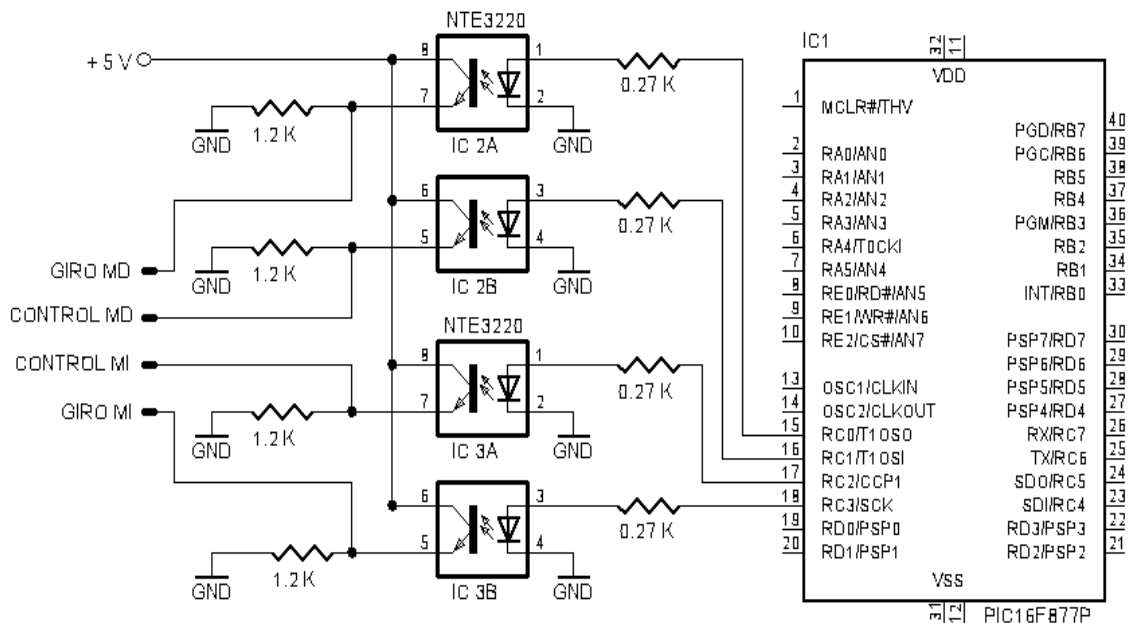 NTE3220
+5 V
8
1
0.27 K
7
2
GND
1.2 K
GND
IC 2A
6
3
0.27 K
5
4
GND
1.2 K
GND
IC 2B
GIRO MD
CONTROL MD
NTE3220
CONTROL MI
8
1
0.27 K
GIRO MI
7
2
GND
1.2 K
GND
IC 3A
6
3
0.27 K
5
4
GND
1.2 K
GND
IC 3B
IC1
32 11
VDD
1 MCLR#/THV
2 RA0/AN0
3 RA1/AN1
4 RA2/AN2
5 RA3/AN3
6 RA4/T0CKI
7 RA5/AN4
8 RE0/RD#/AN5
9 RE1/WR#/AN6
10 RE2/CS#/AN7
13 OSC1/CLKIN
14 OSC2/CLKOUT
15 RC0/T1OSO
16 RC1/T1OSI
17 RC2/CCP1
18 RC3/SCK
19 RD0/PSP0
20 RD1/PSP1
PGD/RB7 40
PGC/RB6 39
RB5 38
RB4 37
PGM/RB3 36
RB2 35
RB1 34
INT/RB0 33
PSP7/RD7 30
PSP6/RD6 29
PSP5/RD5 28
PSP4/RD4 27
RX/RC7 26
TX/RC6 25
SDO/RC5 24
SDI/RC4 23
RD3/PSP3 22
RD2/PSP2 21
VSS
31 12
PIC16F877P